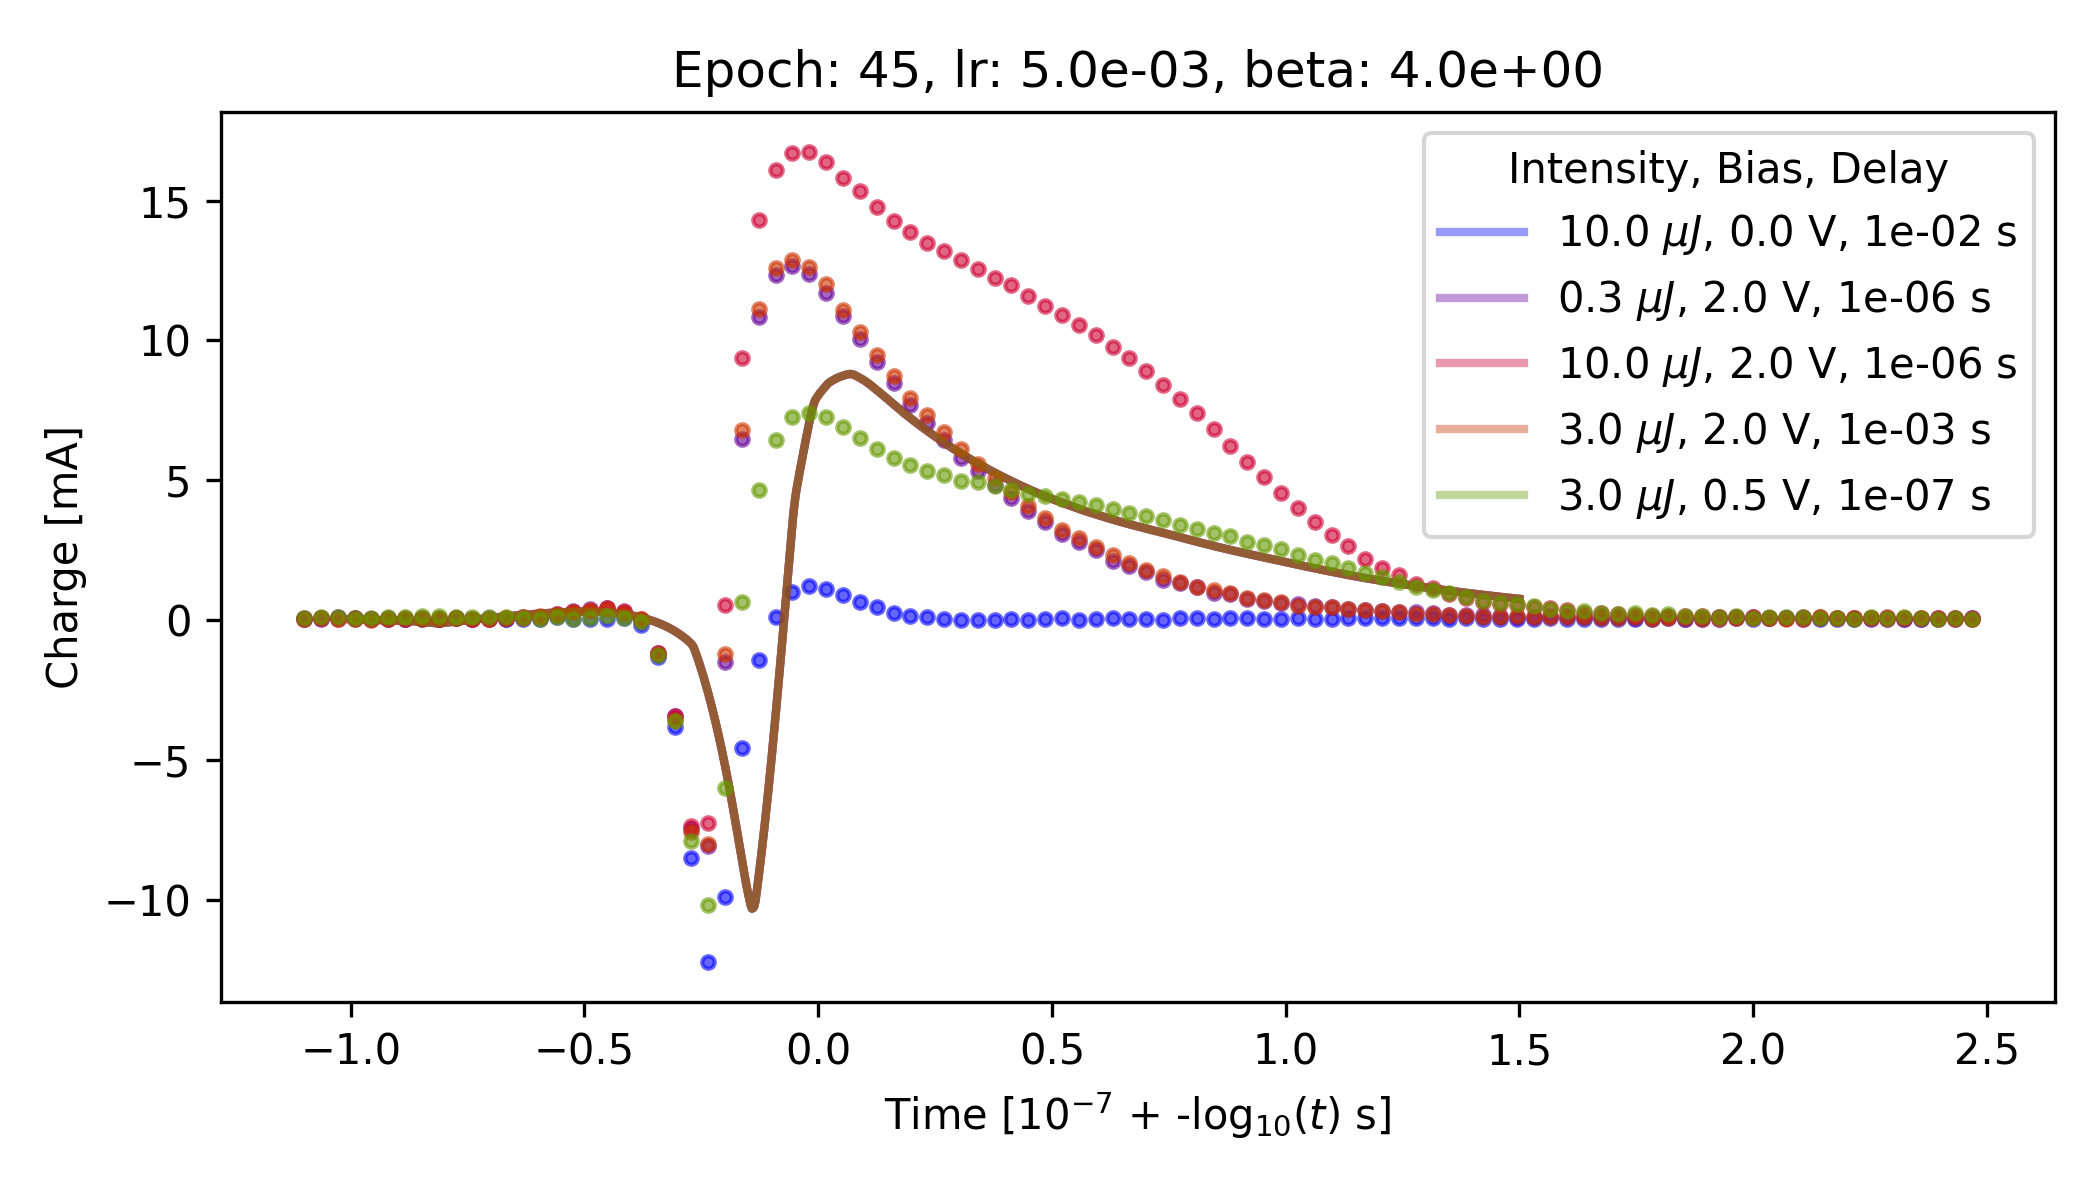 Epoch: 45, lr: 5.0e-03, beta: 4.0e+00
Charge [mA]
15
10
5
0
−5
−10
Intensity, Bias, Delay
10.0 μJ, 0.0 V, 1e-02 s
0.3 μJ, 2.0 V, 1e-06 s
10.0 μJ, 2.0 V, 1e-06 s
3.0 μJ, 2.0 V, 1e-03 s
3.0 μJ, 0.5 V, 1e-07 s
−1.0 −0.5 0.0 0.5 1.0 1.5 2.0 2.5
Time [10⁻⁷ + -log₁₀(t) s]